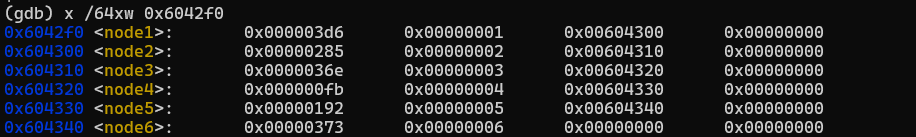 (gdb) x /64xw 0x6042f0
0x6042f0 <node1>: 0x000003d6 0x00000001 0x00604300 0x00000000
0x604300 <node2>: 0x00000285 0x00000002 0x00604310 0x00000000
0x604310 <node3>: 0x0000036e 0x00000003 0x00604320 0x00000000
0x604320 <node4>: 0x000000fb 0x00000004 0x00604330 0x00000000
0x604330 <node5>: 0x00000192 0x00000005 0x00604340 0x00000000
0x604340 <node6>: 0x00000373 0x00000006 0x00000000 0x00000000